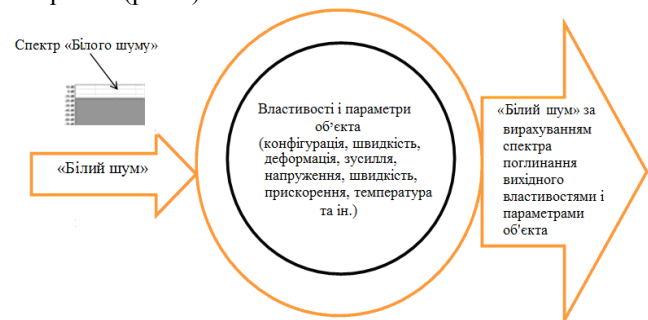 Спектр «Білого шуму»
«Білий шум»
Властивості і параметри
об'єкта
(конфігурація, швидкість,
деформація, зусилля,
напруження, швидкість,
прискорення, температура
та ін.)
«Білий шум» за
вирахуванням
спектра
поглинання
вихідного
властивостями і
параметрами
об'єкта